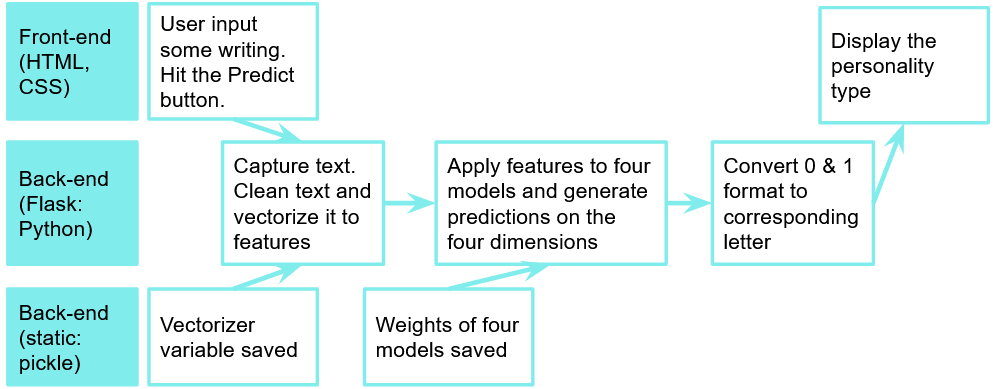 Front-end
(HTML,
CSS)
User input
some writing.
Hit the Predict
button.
Display the
personality
type
Back-end
(Flask:
Python)
Capture text.
Clean text and
vectorize it to
features
Apply features to four
models and generate
predictions on the
four dimensions
Convert 0 & 1
format to
corresponding
letter
Back-end
(static:
pickle)
Vectorizer
variable saved
Weights of four
models saved